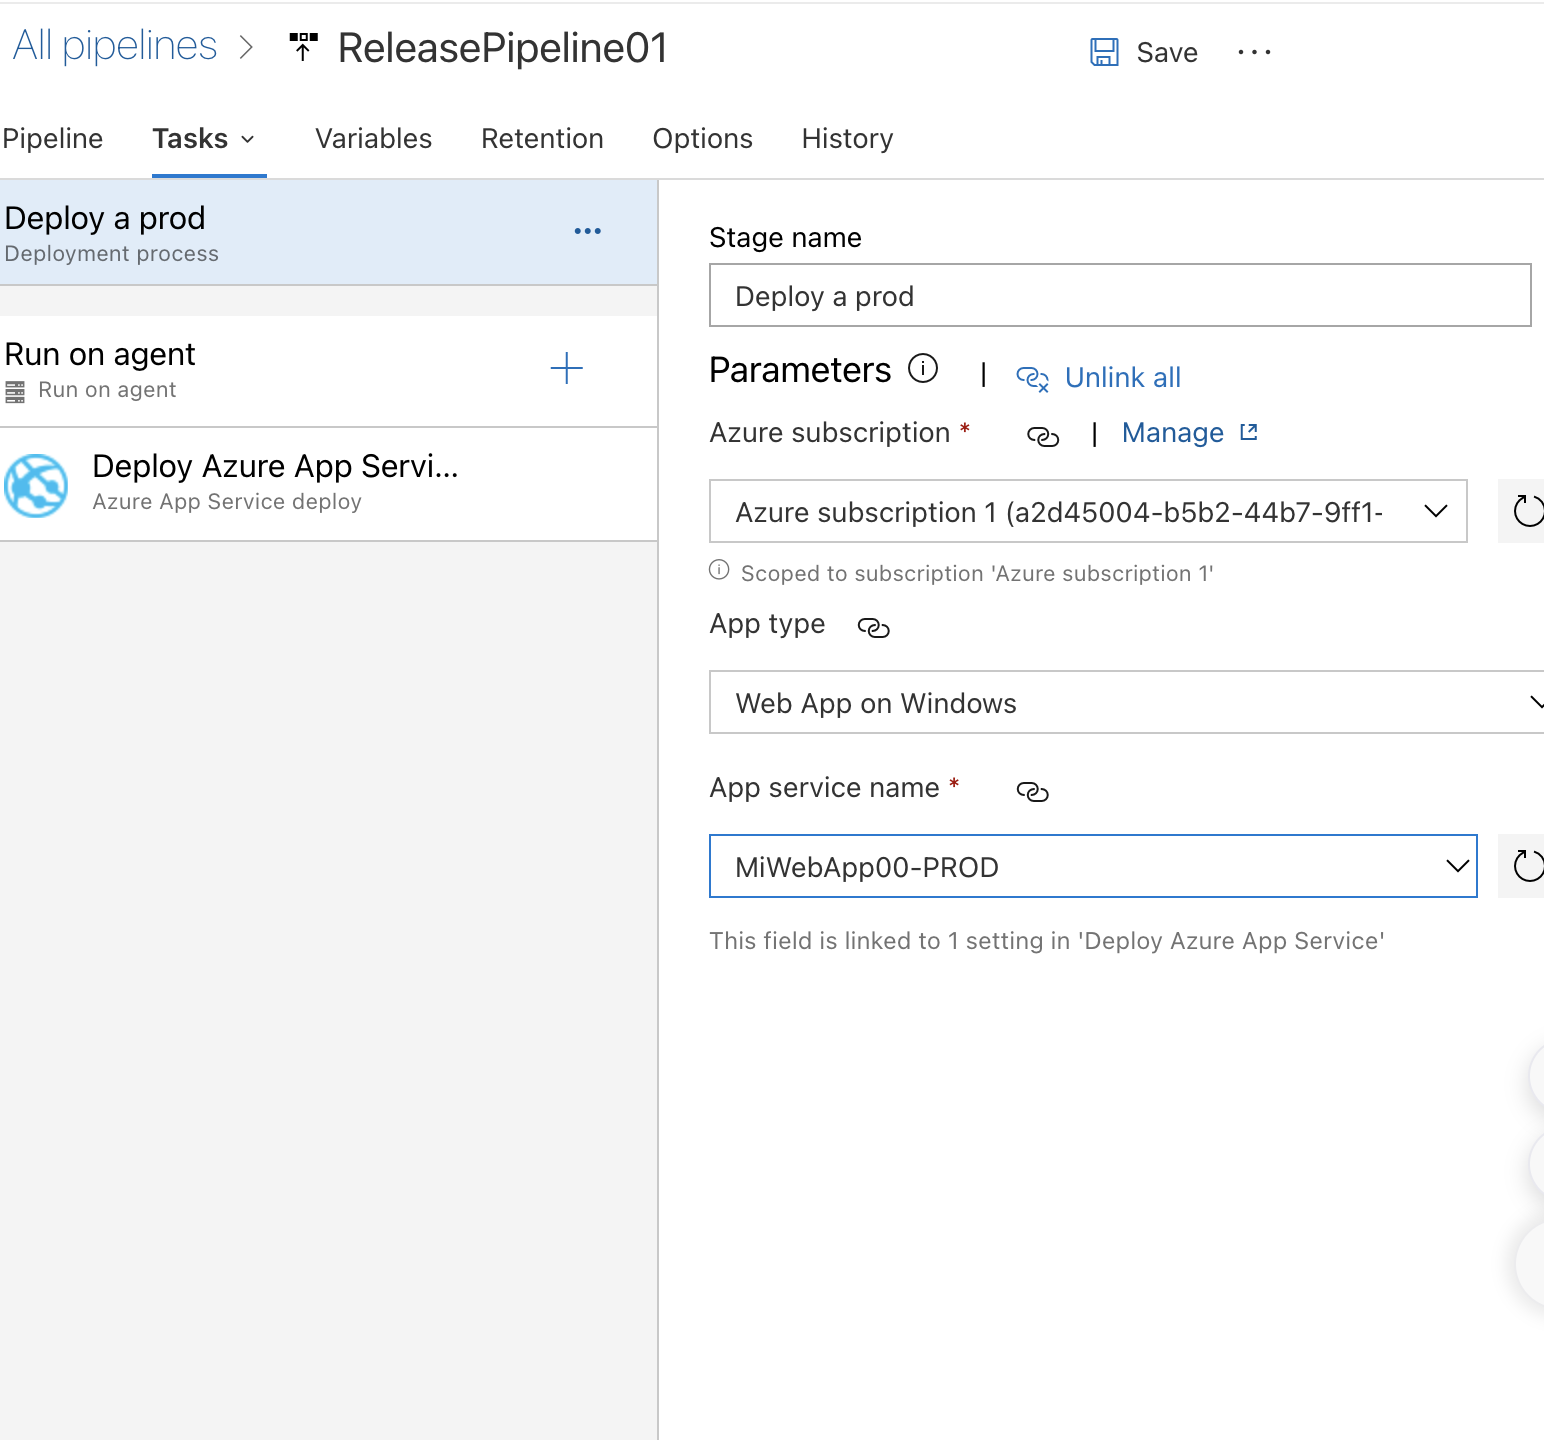 All pipelines > ReleasePipeline01
Save ...
Pipeline Tasks Variables Retention Options History
Deploy a prod
Deployment process
Run on agent
Run on agent
Deploy Azure App Servi...
Azure App Service deploy
Stage name
Deploy a prod
Parameters | Unlink all
Azure subscription * | Manage
Azure subscription 1 (a2d45004-b5b2-44b7-9ff1-
Scoped to subscription 'Azure subscription 1'
App type
Web App on Windows
App service name *
MiWebApp00-PROD
This field is linked to 1 setting in 'Deploy Azure App Service'